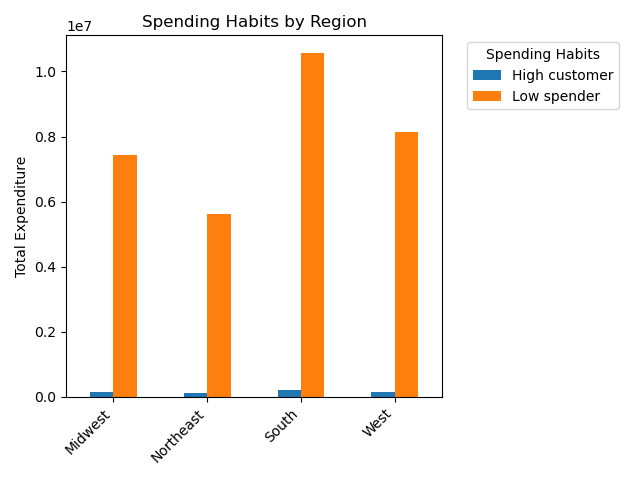 Spending Habits by Region
1e7
Total Expenditure
1.0
0.8
0.6
0.4
0.2
0.0
Midwest
Northeast
South
West
Spending Habits
High customer
Low spender